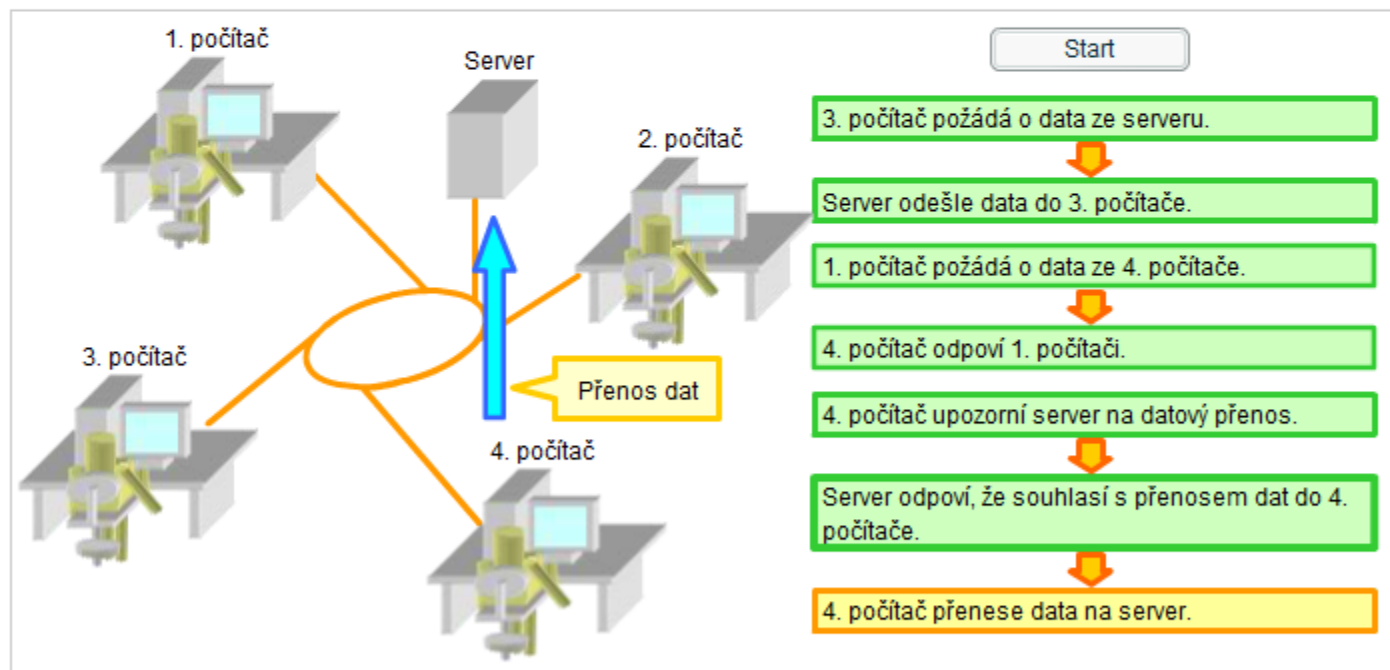 1. počítač
Server
2. počítač
3. počítač
Přenos dat
4. počítač
Start
3. počítač požádá o data ze serveru.
Server odešle data do 3. počítače.
1. počítač požádá o data ze 4. počítače.
4. počítač odpoví 1. počítači.
4. počítač upozorní server na datový přenos.
Server odpoví, že souhlasí s přenosem dat do 4.
počítače.
4. počítač přenese data na server.